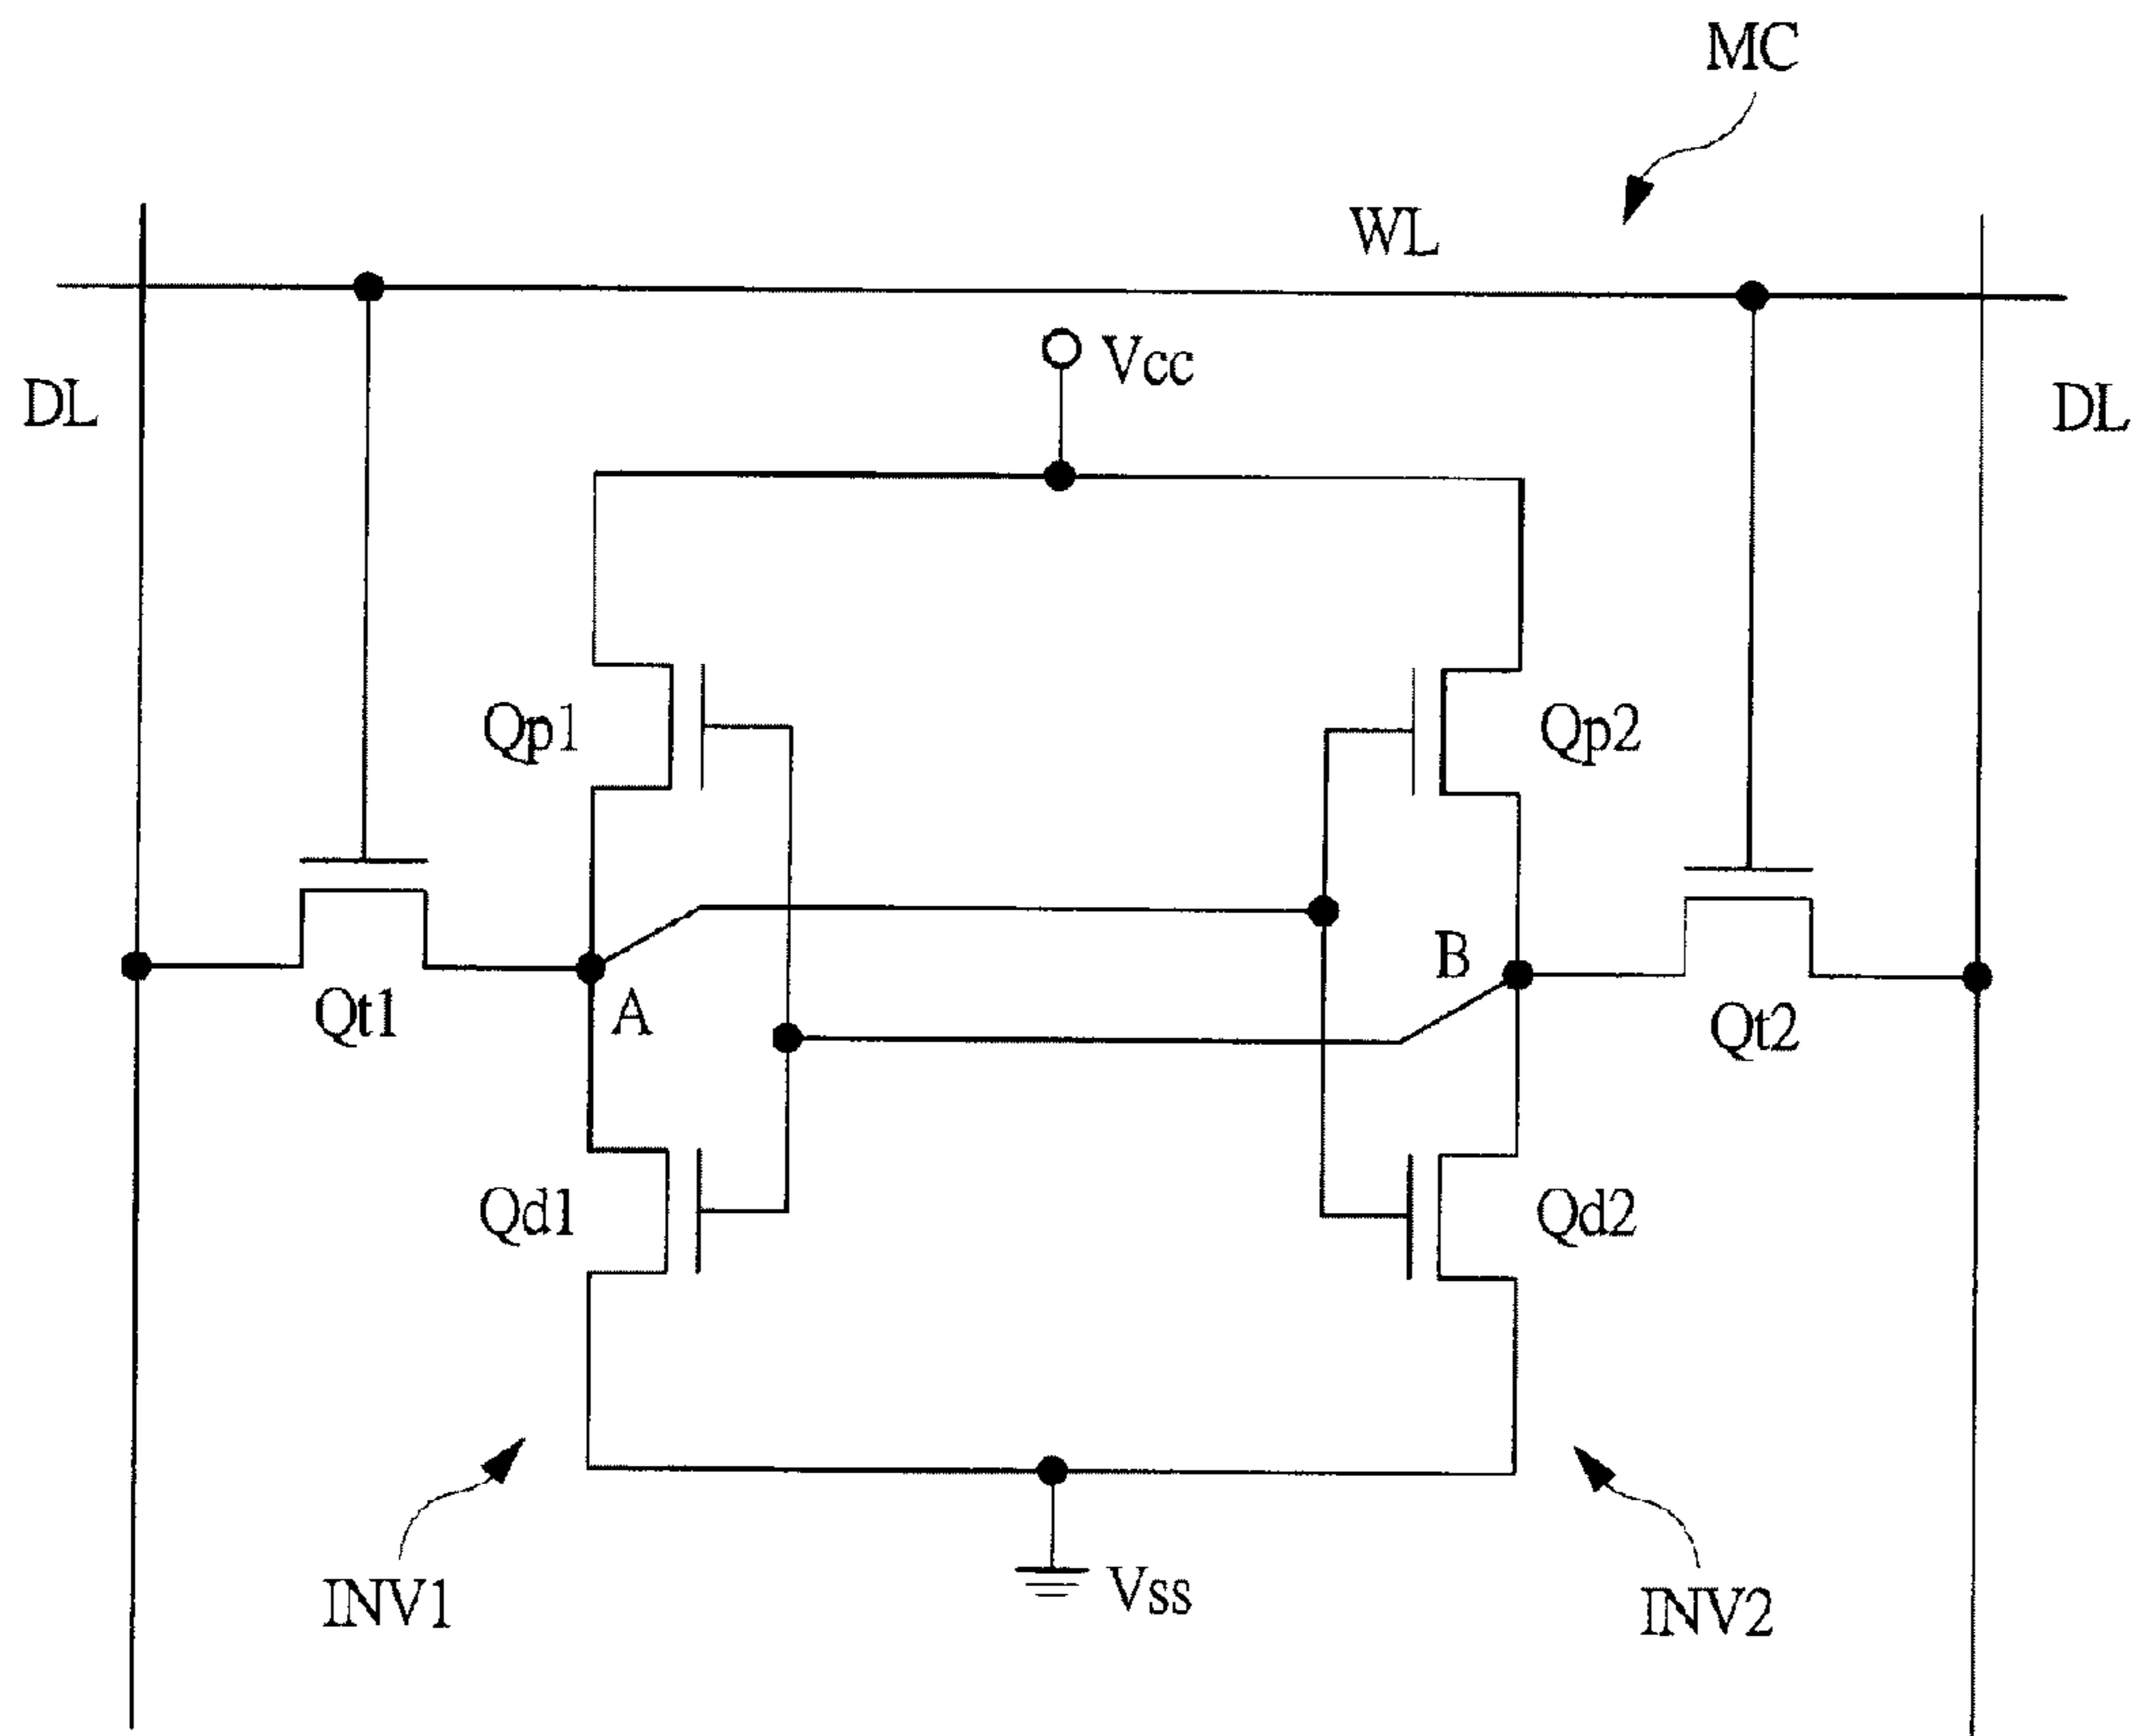 MC
WL
Vcc
DL
DL
Qp1
Qp2
B
Qt1
A
Qt2
Qd1
Qd2
INV1
Vss
INV2